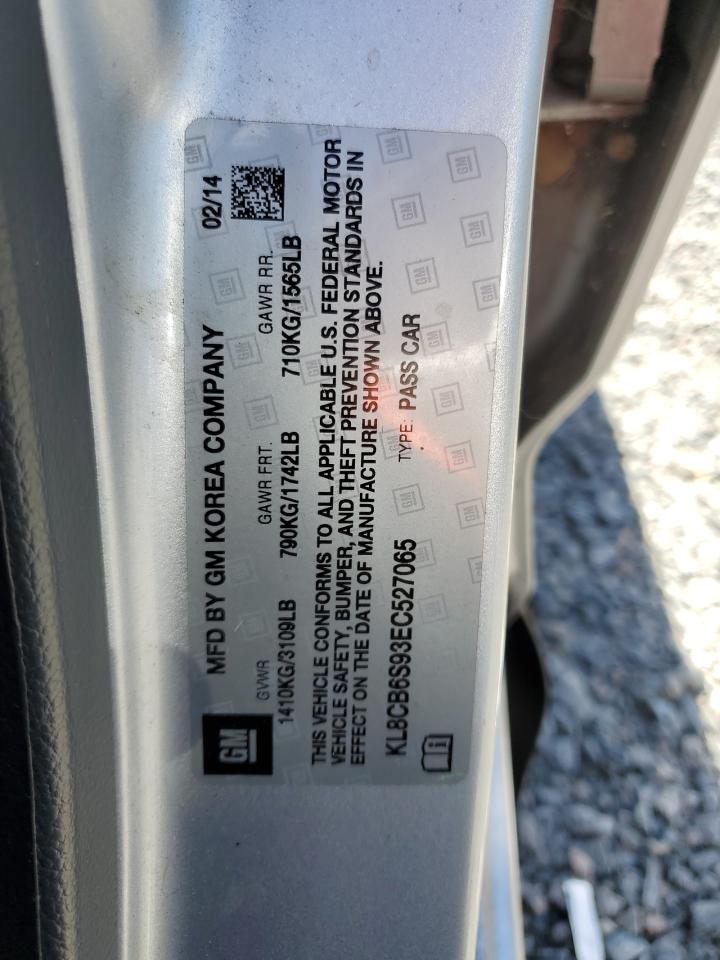 GM
MFD BY GM KOREA COMPANY 02/14
GVWR GAWR FRT. GAWR RR.
1410KG/3109LB 790KG/1742LB 710KG/1565LB
THIS VEHICLE CONFORMS TO ALL APPLICABLE U.S. FEDERAL MOTOR
VEHICLE SAFETY, BUMPER, AND THEFT PREVENTION STANDARDS IN
EFFECT ON THE DATE OF MANUFACTURE SHOWN ABOVE.
KL8CB6S93EC527065 TYPE: PASS CAR